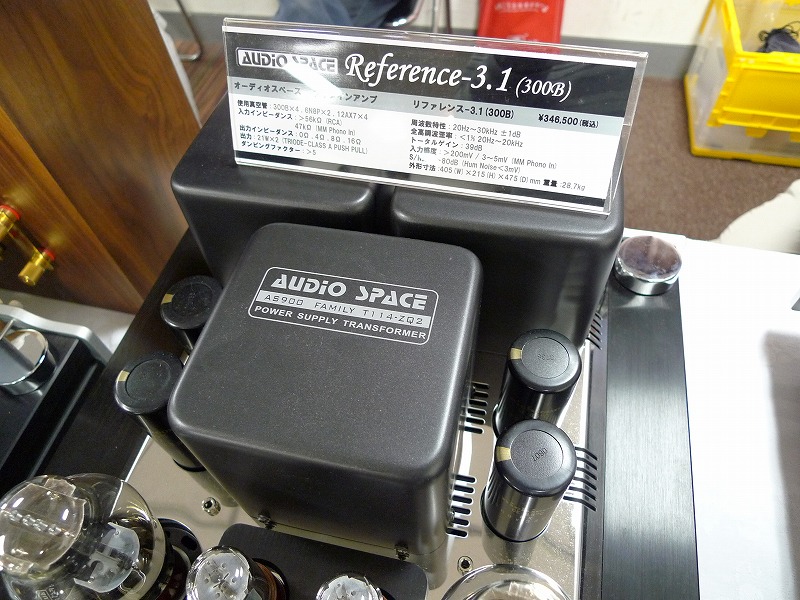 AUDIO SPACE Reference-3.1 (300B)
オーディオスペース インアンプ リファレンス-3.1 (300B) ¥346,500(税込)
使用真空管 : 300B×4 , 6N8P×2 , 12AX7×4
入力インピーダンス : >56kΩ (RCA)
47kΩ (MM Phono In)
出力インピーダンス : 0Ω . 4Ω . 8Ω . 16Ω
出力 : 21W×2 (TRIODE-CLASS A PUSH PULL)
ダンピングファクター : >5
周波数特性 : 20Hz~30kHz ±1dB
全高調波歪率 : <1% 20Hz~20kHz
トータルゲイン : 39dB
入力感度 : >200mV / 3~5mV (MM Phono In)
S/N. -80dB (Hum Noise<3mV)
外形寸法 : 405 (W) ×215 (H) ×475 (D) mm 重量 : 28.7kg
AUDIO SPACE
AS900 FAMILY T114-ZQ2
POWER SUPPLY TRANSFORMER